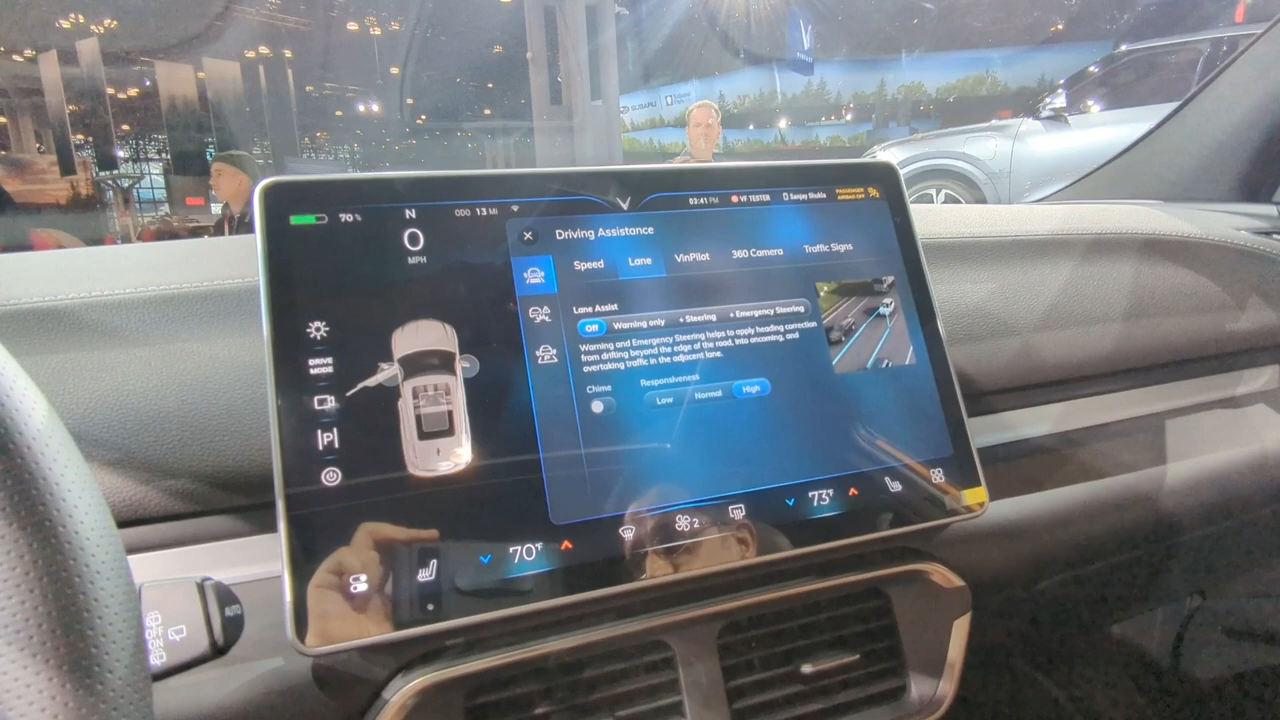 SUBARU
VINFAST
70 %
N
ODO 13 Mi
03:41 PM
VF TESTER
Sanjay Shukla
PASSENGER
AIRBAG OFF
0
MPH
Driving Assistance
Speed
Lane
VinPilot
360 Camera
Traffic Signs
Lane Assist
Off
Warning only
+ Steering
+ Emergency Steering
Warning and Emergency Steering helps to apply heading correction
from drifting beyond the edge of the road, into oncoming, and
overtaking traffic in the adjacent lane.
Chime
Responsiveness
Low
Normal
High
DRIVE
MODE
P
70°F
2
73°F
AUTO
OFF
ON